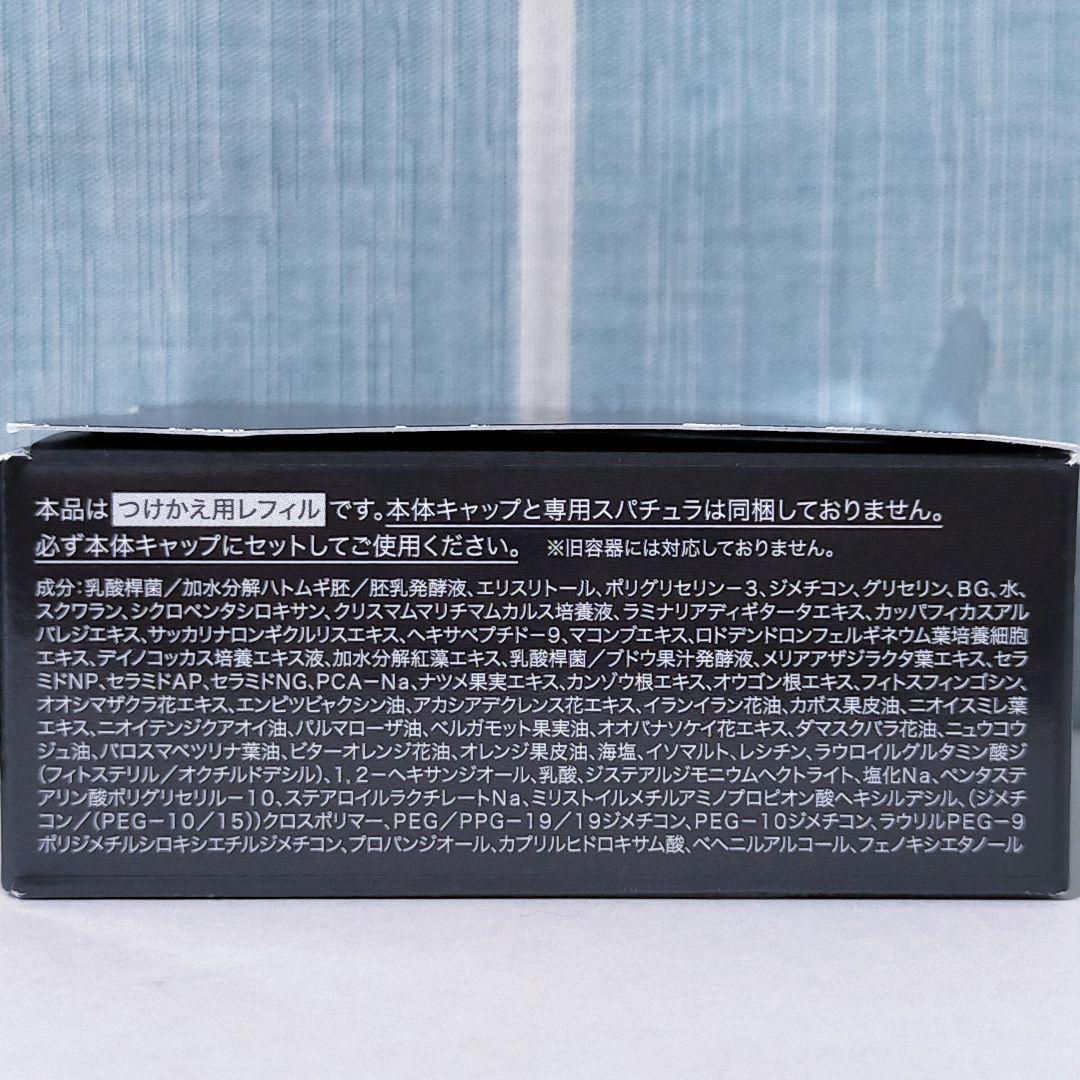 本品は つけかえ用レフィル です。本体キャップと専用スパチュラは同梱しておりません。
必ず本体キャップにセットしてご使用ください。 ※旧容器には対応しておりません。
成分：乳酸桿菌／加水分解ハトムギ胚／胚乳発酵液、エリスリトール、ポリグリセリン－3、ジメチコン、グリセリン、BG、水、
スクワラン、シクロペンタシロキサン、クリスマムマリチマムカルス培養液、ラミナリアディギタータエキス、カッパフィカスアル
バレジエキス、サッカリナロンギクルリスエキス、ヘキサペプチド－9、マコンブエキス、ロドデンドロンフェルギネウム葉培養細胞
エキス、デイノコッカス培養エキス液、加水分解紅藻エキス、乳酸桿菌／ブドウ果汁発酵液、メリアアザジラクタ葉エキス、セラ
ミドNP、セラミドAP、セラミドNG、PCA－Na、ナツメ果実エキス、カンゾウ根エキス、オウゴン根エキス、フィトスフィンゴシン、
オオシマザクラ花エキス、エンピツビャクシン油、アカシアデクレンス花エキス、イランイラン花油、カボス果皮油、ニオイスミレ葉
エキス、ニオイテンジクアオイ油、パルマローザ油、ベルガモット果実油、オオバナソケイ花エキス、ダマスクバラ花油、ニュウコウ
ジュ油、バロスマベツリナ葉油、ビターオレンジ花油、オレンジ果皮油、海塩、イソマルト、レシチン、ラウロイルグルタミン酸ジ
（フィトステリル／オクチルドデシル）、1，2－ヘキサンジオール、乳酸、ジステアルジモニウムヘクトライト、塩化Na、ペンタステ
アリン酸ポリグリセリル－10、ステアロイルラクチレートNa、ミリストイルメチルアミノプロピオン酸ヘキシルデシル、（ジメチ
コン／（PEG－10／15））クロスポリマー、PEG／PPG－19／19ジメチコン、PEG－10ジメチコン、ラウリルPEG－9
ポリジメチルシロキシエチルジメチコン、プロパンジオール、カプリルヒドロキサム酸、ベヘニルアルコール、フェノキシエタノール